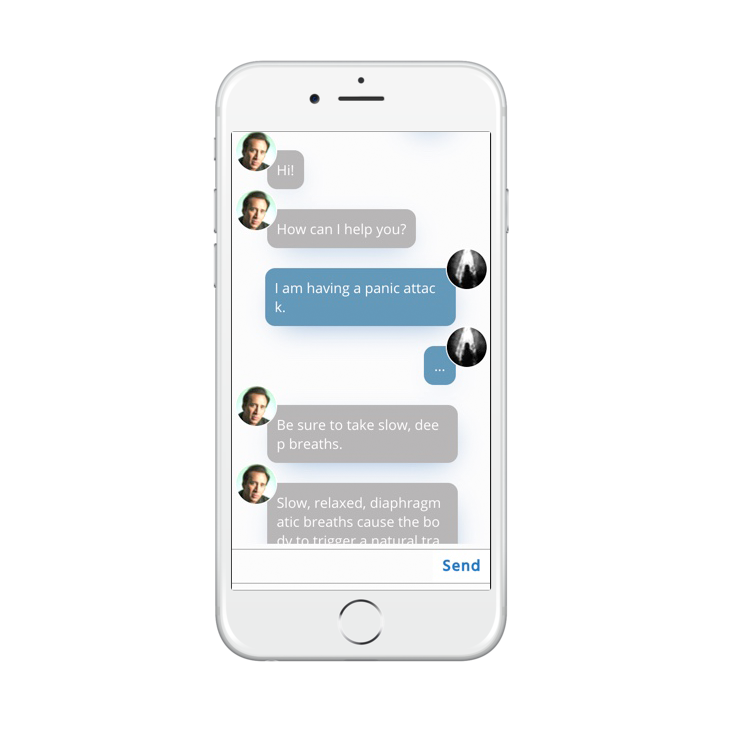 Hi!
How can I help you?
I am having a panic attac
k.
...
Be sure to take slow, dee
p breaths.
Slow, relaxed, diaphragm
atic breaths cause the bo
dy to trigger a natural tra
Send